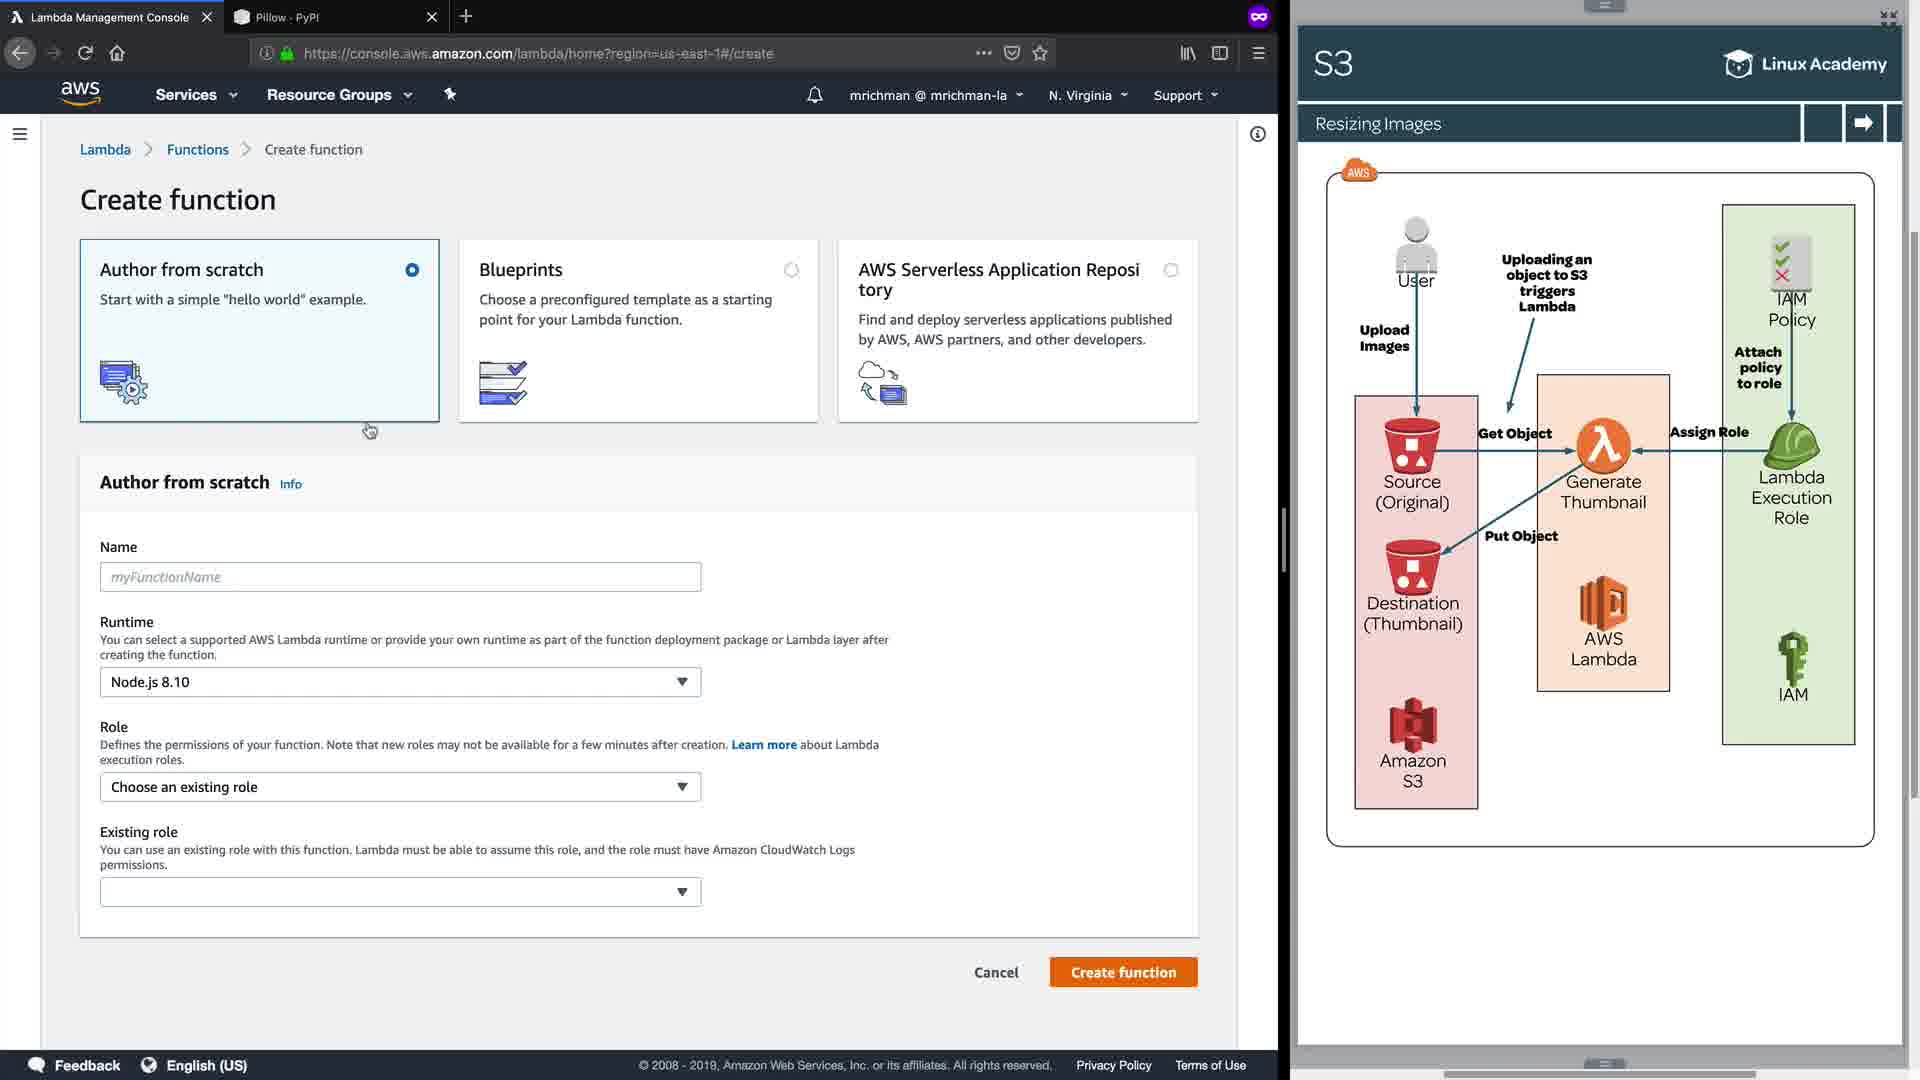 Lambda Management Console
Pillow · PyPI
https://console.aws.amazon.com/lambda/home?region=us-east-1#/create
aws
Services
Resource Groups
mrichman @ mrichman-la
N. Virginia
Support
Lambda
Functions
Create function
Create function
Author from scratch
Start with a simple "hello world" example.
Blueprints
Choose a preconfigured template as a starting
point for your Lambda function.
AWS Serverless Application Reposi
tory
Find and deploy serverless applications published
by AWS, AWS partners, and other developers.
Author from scratch
Info
Name
myFunctionName
Runtime
You can select a supported AWS Lambda runtime or provide your own runtime as part of the function deployment package or Lambda layer after
creating the function.
Node.js 8.10
Role
Defines the permissions of your function. Note that new roles may not be available for a few minutes after creation. Learn more about Lambda
execution roles.
Choose an existing role
Existing role
You can use an existing role with this function. Lambda must be able to assume this role, and the role must have Amazon CloudWatch Logs
permissions.
Cancel
Create function
Feedback
English (US)
© 2008 - 2019, Amazon Web Services, Inc. or its affiliates. All rights reserved.
Privacy Policy
Terms of Use
S3
Linux Academy
Resizing Images
AWS
User
Uploading an
object to S3
triggers
Lambda
IAM
Policy
Upload
Images
Attach
policy
to role
Get Object
Assign Role
Source
(Original)
Generate
Thumbnail
Lambda
Execution
Role
Put Object
Destination
(Thumbnail)
AWS
Lambda
IAM
Amazon
S3